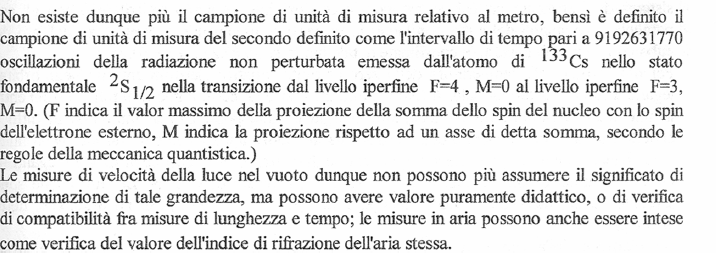 Non esiste dunque più il campione di unità di misura relativo al metro, bensì è definito il
campione di unità di misura del secondo definito come l'intervallo di tempo pari a 9192631770
oscillazioni della radiazione non perturbata emessa dall'atomo di ¹³³Cs nello stato
fondamentale ²S₁/₂ nella transizione dal livello iperfine F=4 , M=0 al livello iperfine F=3,
M=0. (F indica il valor massimo della proiezione della somma dello spin del nucleo con lo spin
dell'elettrone esterno, M indica la proiezione rispetto ad un asse di detta somma, secondo le
regole della meccanica quantistica.)
Le misure di velocità della luce nel vuoto dunque non possono più assumere il significato di
determinazione di tale grandezza, ma possono avere valore puramente didattico, o di verifica
di compatibilità fra misure di lunghezza e tempo; le misure in aria possono anche essere intese
come verifica del valore dell'indice di rifrazione dell'aria stessa.